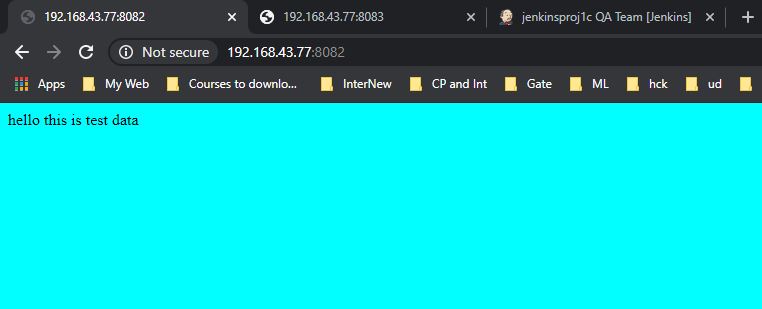 192.168.43.77:8082
192.168.43.77:8083
jenkinsproj1c QA Team [Jenkins]
Not secure 192.168.43.77:8082
Apps My Web Courses to downlo... InterNew CP and Int Gate ML hck ud
hello this is test data